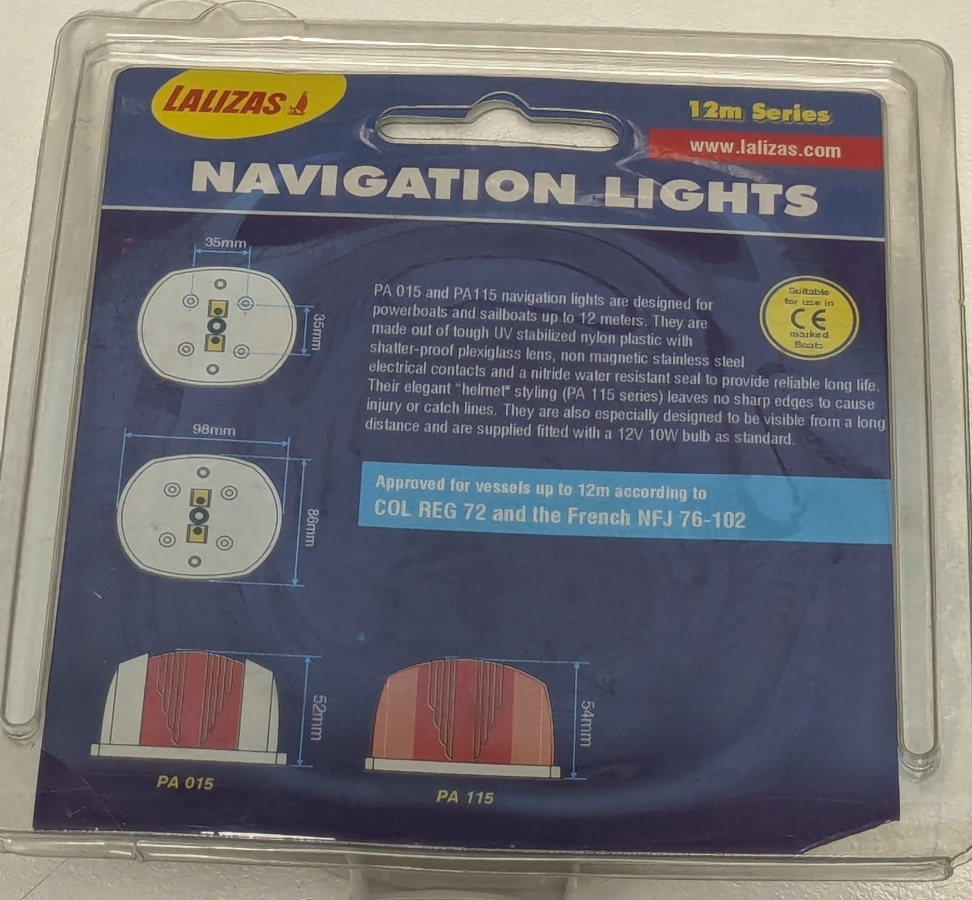 LALIZAS
12m Series
www.lalizas.com
NAVIGATION LIGHTS
35mm
35mm
PA 015 and PA115 navigation lights are designed for
powerboats and sailboats up to 12 meters. They are
made out of tough UV stabilized nylon plastic with
shatter-proof plexiglass lens, non magnetic stainless steel
electrical contacts and a nitride water resistant seal to provide reliable long life.
Their elegant "helmet" styling (PA 115 series) leaves no sharp edges to cause
injury or catch lines. They are also especially designed to be visible from a long
distance and are supplied fitted with a 12V 10W bulb as standard.
Suitable
for use in
CE
marked
Boats
98mm
86mm
Approved for vessels up to 12m according to
COL REG 72 and the French NFJ 76-102
52mm
54mm
PA 015
PA 115